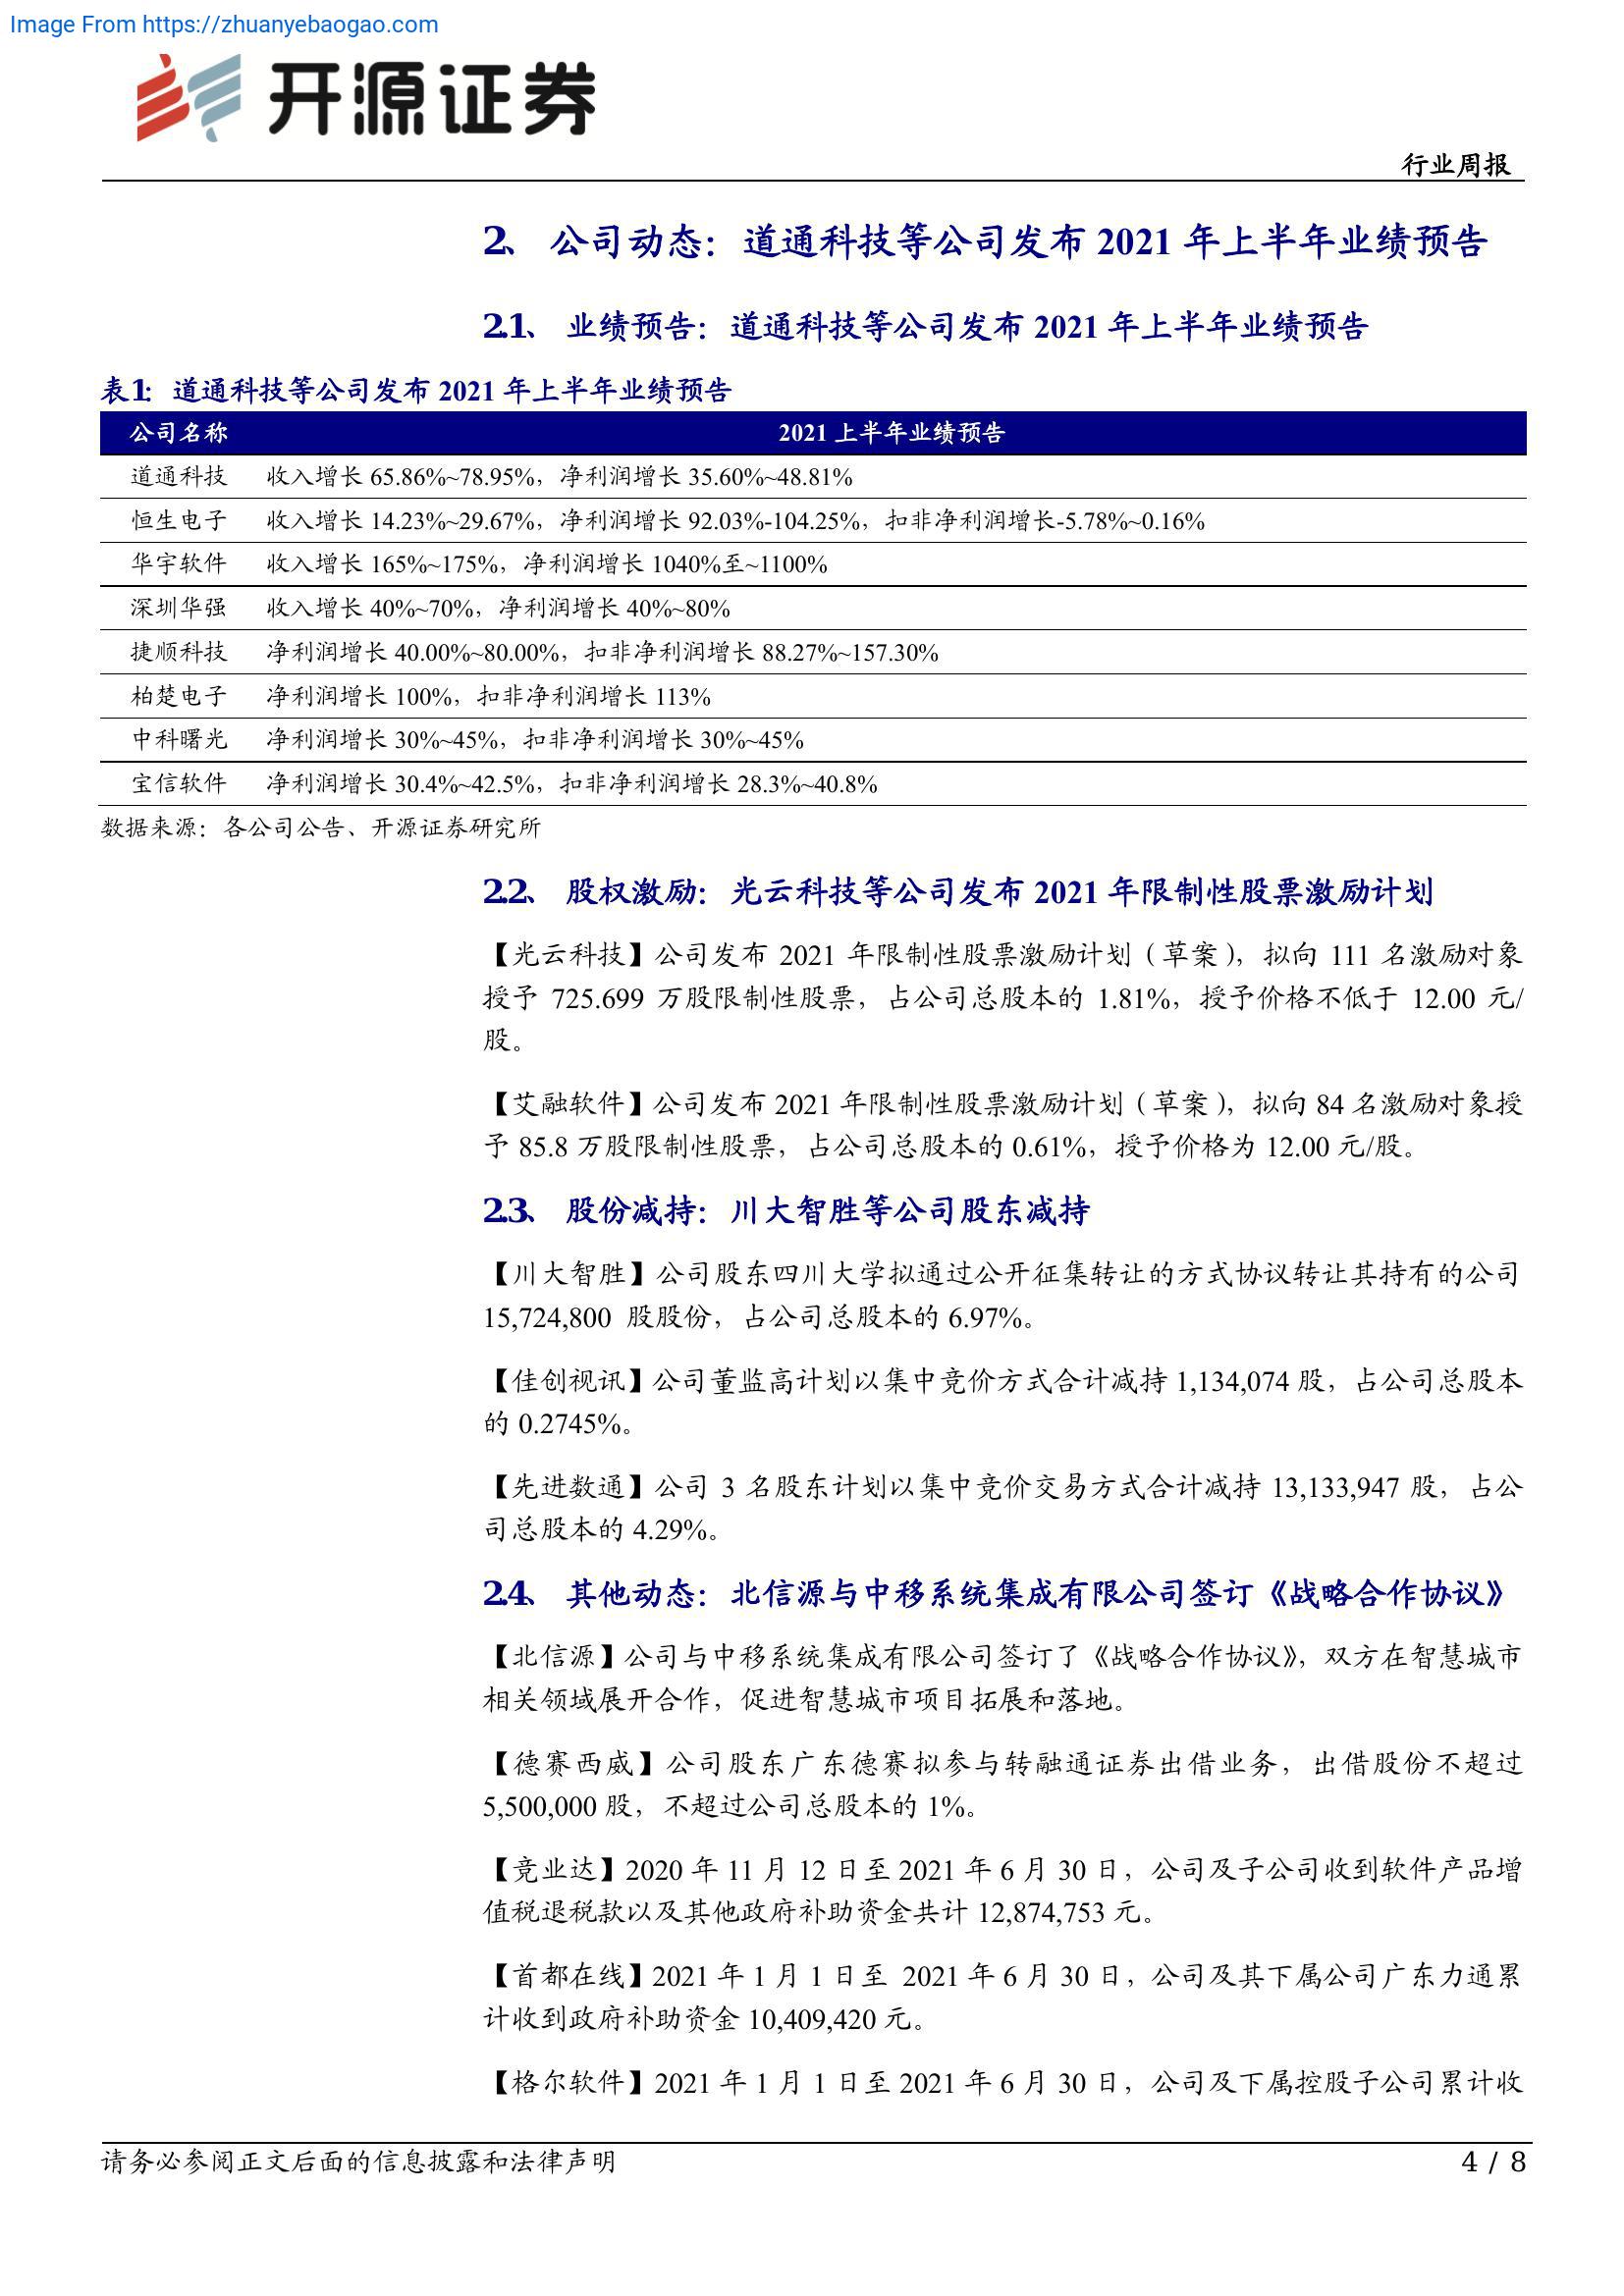 Image From https://zhuanyebaogao.com
开源证券
行业周报
2、 公司动态：道通科技等公司发布 2021 年上半年业绩预告
2.1、 业绩预告：道通科技等公司发布 2021 年上半年业绩预告
表1：道通科技等公司发布 2021 年上半年业绩预告
公司名称 2021 上半年业绩预告
道通科技 收入增长 65.86%~78.95%，净利润增长 35.60%~48.81%
恒生电子 收入增长 14.23%~29.67%，净利润增长 92.03%-104.25%，扣非净利润增长-5.78%~0.16%
华宇软件 收入增长 165%~175%，净利润增长 1040%至~1100%
深圳华强 收入增长 40%~70%，净利润增长 40%~80%
捷顺科技 净利润增长 40.00%~80.00%，扣非净利润增长 88.27%~157.30%
柏楚电子 净利润增长 100%，扣非净利润增长 113%
中科曙光 净利润增长 30%~45%，扣非净利润增长 30%~45%
宝信软件 净利润增长 30.4%~42.5%，扣非净利润增长 28.3%~40.8%
数据来源：各公司公告、开源证券研究所
2.2、 股权激励：光云科技等公司发布 2021 年限制性股票激励计划
【光云科技】公司发布 2021 年限制性股票激励计划（草案），拟向 111 名激励对象
授予 725.699 万股限制性股票，占公司总股本的 1.81%，授予价格不低于 12.00 元/
股。
【艾融软件】公司发布 2021 年限制性股票激励计划（草案），拟向 84 名激励对象授
予 85.8 万股限制性股票，占公司总股本的 0.61%，授予价格为 12.00 元/股。
2.3、 股份减持：川大智胜等公司股东减持
【川大智胜】公司股东四川大学拟通过公开征集转让的方式协议转让其持有的公司
15,724,800 股股份，占公司总股本的 6.97%。
【佳创视讯】公司董监高计划以集中竞价方式合计减持 1,134,074 股，占公司总股本
的 0.2745%。
【先进数通】公司 3 名股东计划以集中竞价交易方式合计减持 13,133,947 股，占公
司总股本的 4.29%。
2.4、 其他动态：北信源与中移系统集成有限公司签订《战略合作协议》
【北信源】公司与中移系统集成有限公司签订了《战略合作协议》，双方在智慧城市
相关领域展开合作，促进智慧城市项目拓展和落地。
【德赛西威】公司股东广东德赛拟参与转融通证券出借业务，出借股份不超过
5,500,000 股，不超过公司总股本的 1%。
【竞业达】2020 年 11 月 12 日至 2021 年 6 月 30 日，公司及子公司收到软件产品增
值税退税款以及其他政府补助资金共计 12,874,753 元。
【首都在线】2021 年 1 月 1 日至 2021 年 6 月 30 日，公司及其下属公司广东力通累
计收到政府补助资金 10,409,420 元。
【格尔软件】2021 年 1 月 1 日至 2021 年 6 月 30 日，公司及下属控股子公司累计收
请务必参阅正文后面的信息披露和法律声明
4 / 8